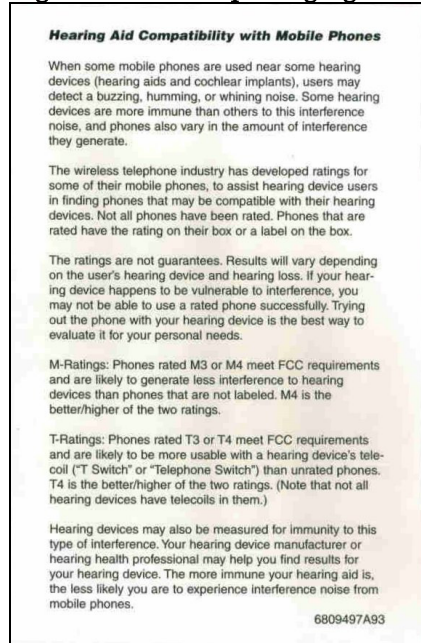 Hearing Aid Compatibility with Mobile Phones
When some mobile phones are used near some hearing
devices (hearing aids and cochlear implants), users may
detect a buzzing, humming, or whining noise. Some hearing
devices are more immune than others to this interference
noise, and phones also vary in the amount of interference
they generate.
The wireless telephone industry has developed ratings for
some of their mobile phones, to assist hearing device users
in finding phones that may be compatible with their hearing
devices. Not all phones have been rated. Phones that are
rated have the rating on their box or a label on the box.
The ratings are not guarantees. Results will vary depending
on the user's hearing device and hearing loss. If your hear-
ing device happens to be vulnerable to interference, you
may not be able to use a rated phone successfully. Trying
out the phone with your hearing device is the best way to
evaluate it for your personal needs.
M-Ratings: Phones rated M3 or M4 meet FCC requirements
and are likely to generate less interference to hearing
devices than phones that are not labeled. M4 is the
better/higher of the two ratings.
T-Ratings: Phones rated T3 or T4 meet FCC requirements
and are likely to be more usable with a hearing device's tele-
coil ("T Switch" or "Telephone Switch") than unrated phones.
T4 is the better/higher of the two ratings. (Note that not all
hearing devices have telecoils in them.)
Hearing devices may also be measured for immunity to this
type of interference. Your hearing device manufacturer or
hearing health professional may help you find results for
your hearing device. The more immune your hearing aid is,
the less likely you are to experience interference noise from
mobile phones.
6809497A93